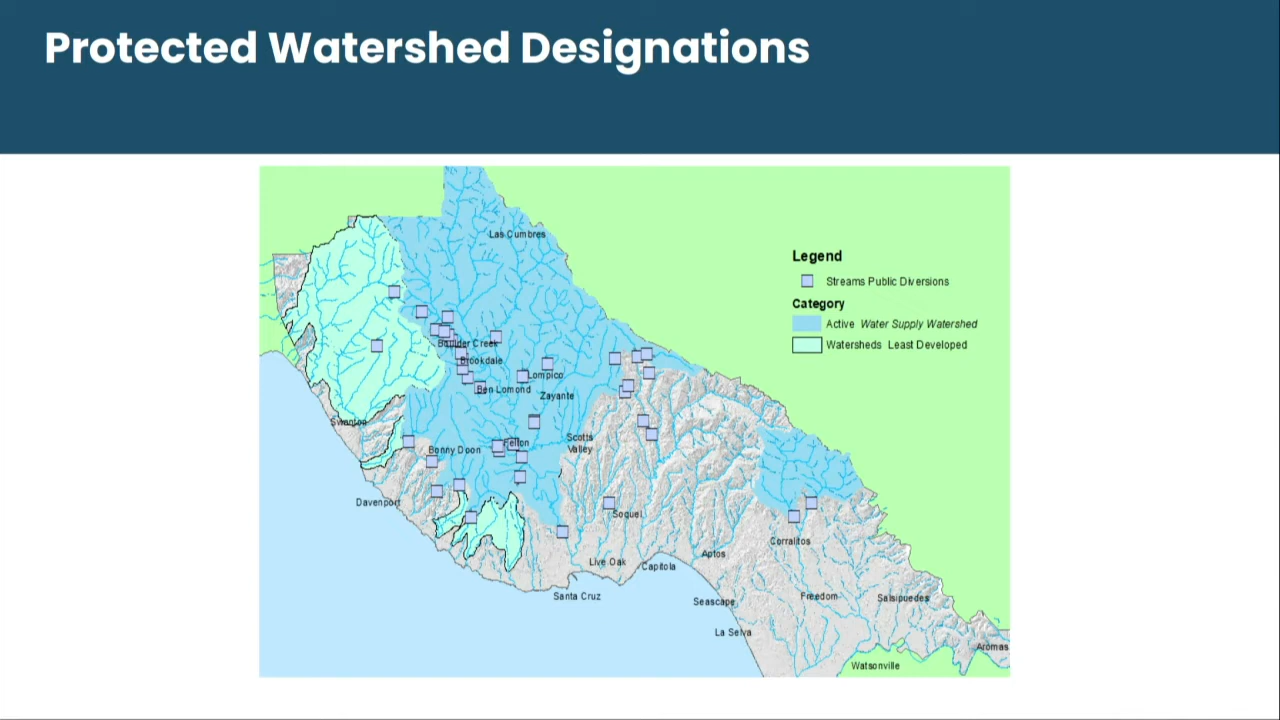 Protected Watershed Designations
Las Cumbres
Legend
Streams Public Diversions
Category
Active Water Supply Watershed
Watersheds Least Developed
Boulder Creek
Brookdale
Lompico
Ben Lomond
Zayante
Swanton
Scotts
Valley
Felton
Bonny Doon
Davenport
Soquel
Corralitos
Aptos
Live Oak
Capitola
Santa Cruz
Seascape
Freedom
Salsipuedes
La Selva
Aromas
Watsonville